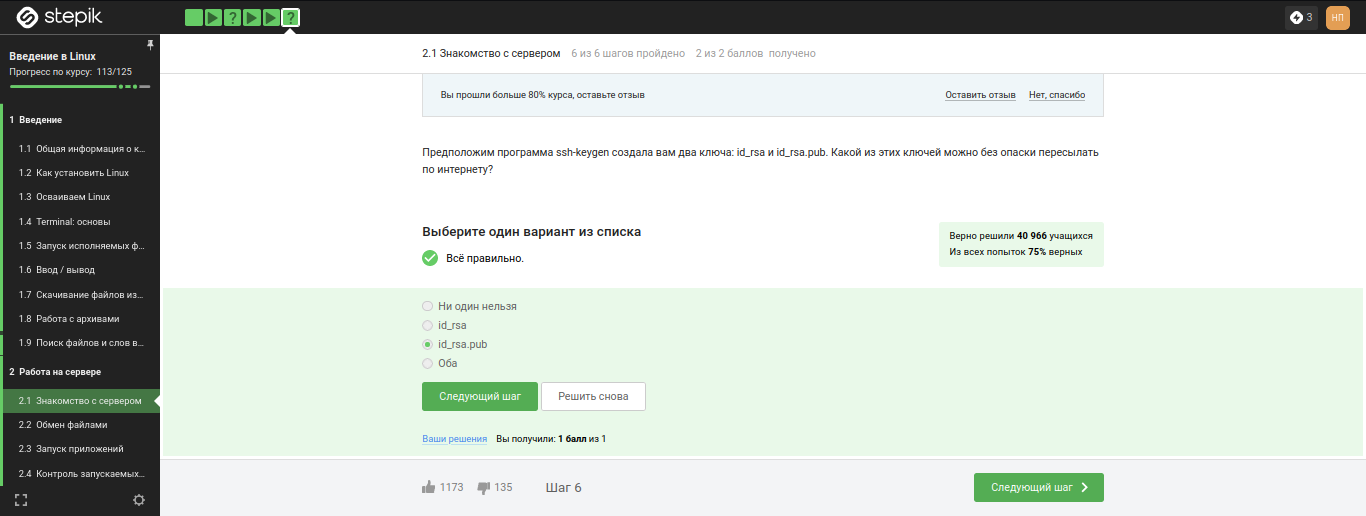 stepik
?
?
3
НП
Введение в Linux
Прогресс по курсу: 113/125
1 Введение
1.1 Общая информация о к...
1.2 Как установить Linux
1.3 Осваиваем Linux
1.4 Terminal: основы
1.5 Запуск исполняемых ф...
1.6 Ввод / вывод
1.7 Скачивание файлов из...
1.8 Работа с архивами
1.9 Поиск файлов и слов в...
2 Работа на сервере
2.1 Знакомство с сервером
2.2 Обмен файлами
2.3 Запуск приложений
2.4 Контроль запускаемых...
2.1 Знакомство с сервером 6 из 6 шагов пройдено 2 из 2 баллов получено
Вы прошли больше 80% курса, оставьте отзыв Оставить отзыв Нет, спасибо
Предположим программа ssh-keygen создала вам два ключа: id_rsa и id_rsa.pub. Какой из этих ключей можно без опаски пересылать
по интернету?
Выберите один вариант из списка
Всё правильно.
Верно решили 40 966 учащихся
Из всех попыток 75% верных
Ни один нельзя
id_rsa
id_rsa.pub
Оба
Следующий шаг Решить снова
Ваши решения Вы получили: 1 балл из 1
1173 135 Шаг 6 Следующий шаг